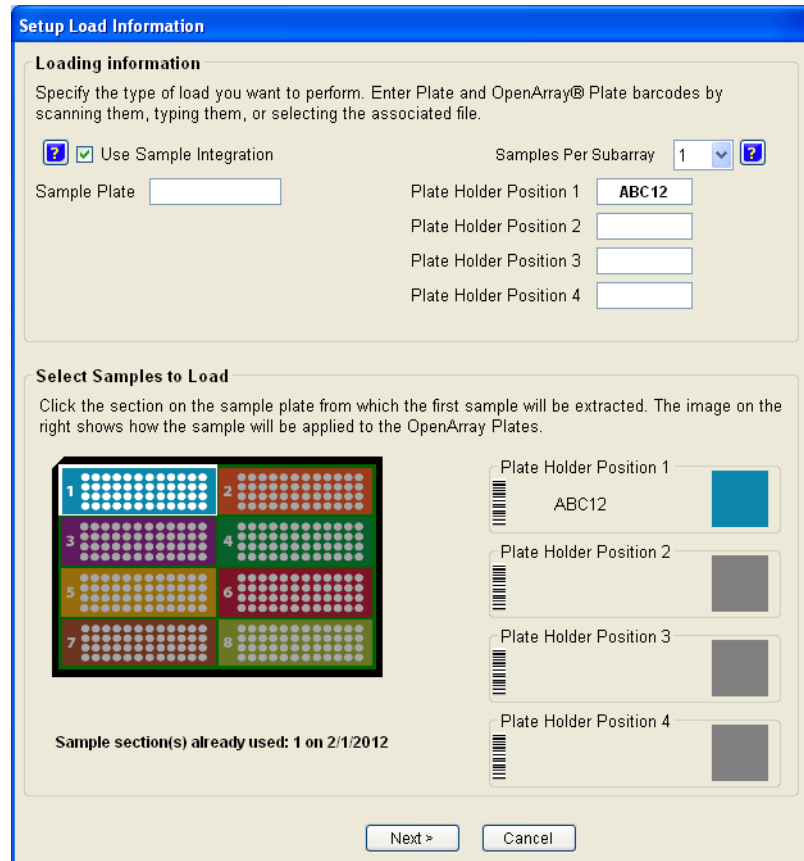 Setup Load Information
Loading information
Specify the type of load you want to perform. Enter Plate and OpenArray® Plate barcodes by
scanning them, typing them, or selecting the associated file.
? Use Sample Integration
Samples Per Subarray 1 ?
Sample Plate
Plate Holder Position 1 ABC12
Plate Holder Position 2
Plate Holder Position 3
Plate Holder Position 4
Select Samples to Load
Click the section on the sample plate from which the first sample will be extracted. The image on the
right shows how the sample will be applied to the OpenArray Plates.
1 2
3 4
5 6
7 8
Sample section(s) already used: 1 on 2/1/2012
Plate Holder Position 1
ABC12
Plate Holder Position 2
Plate Holder Position 3
Plate Holder Position 4
Next >
Cancel